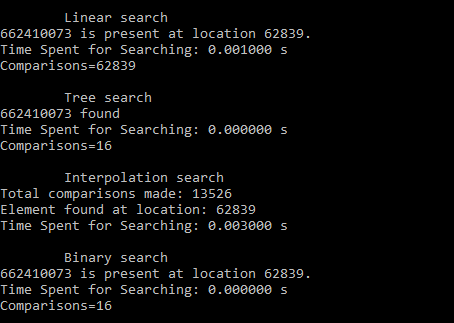 Linear search
662410073 is present at location 62839.
Time Spent for Searching: 0.001000 s
Comparisons=62839
Tree search
662410073 found
Time Spent for Searching: 0.000000 s
Comparisons=16
Interpolation search
Total comparisons made: 13526
Element found at location: 62839
Time Spent for Searching: 0.003000 s
Binary search
662410073 is present at location 62839.
Time Spent for Searching: 0.000000 s
Comparisons=16